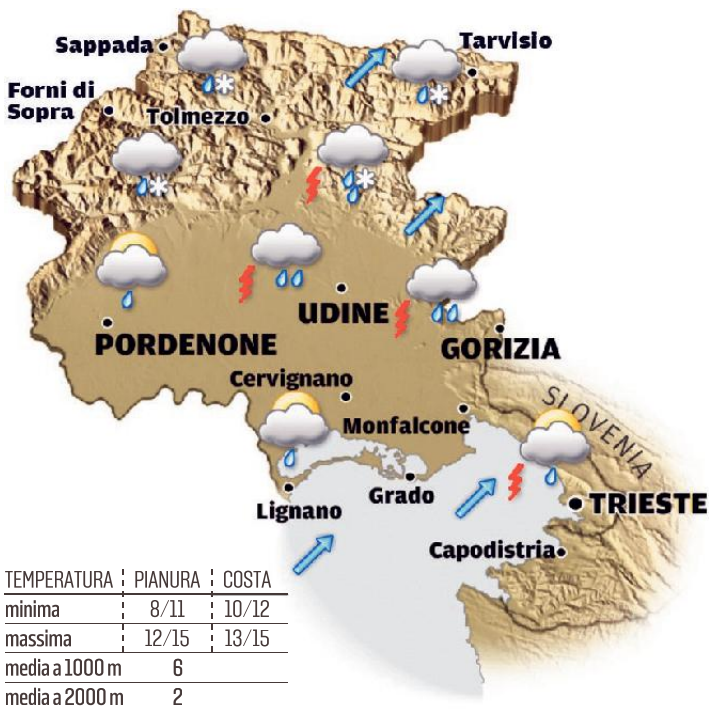 Sappada
Tarvisio
Forni di
Sopra
Tolmezzo
UDINE
PORDENONE
GORIZIA
Cervignano
SLOVENIA
Monfalcone
Grado
Lignano
TRIESTE
Capodistria
TEMPERATURA PIANURA COSTA
minima 8/11 10/12
massima 12/15 13/15
media a 1000 m 6
media a 2000 m 2